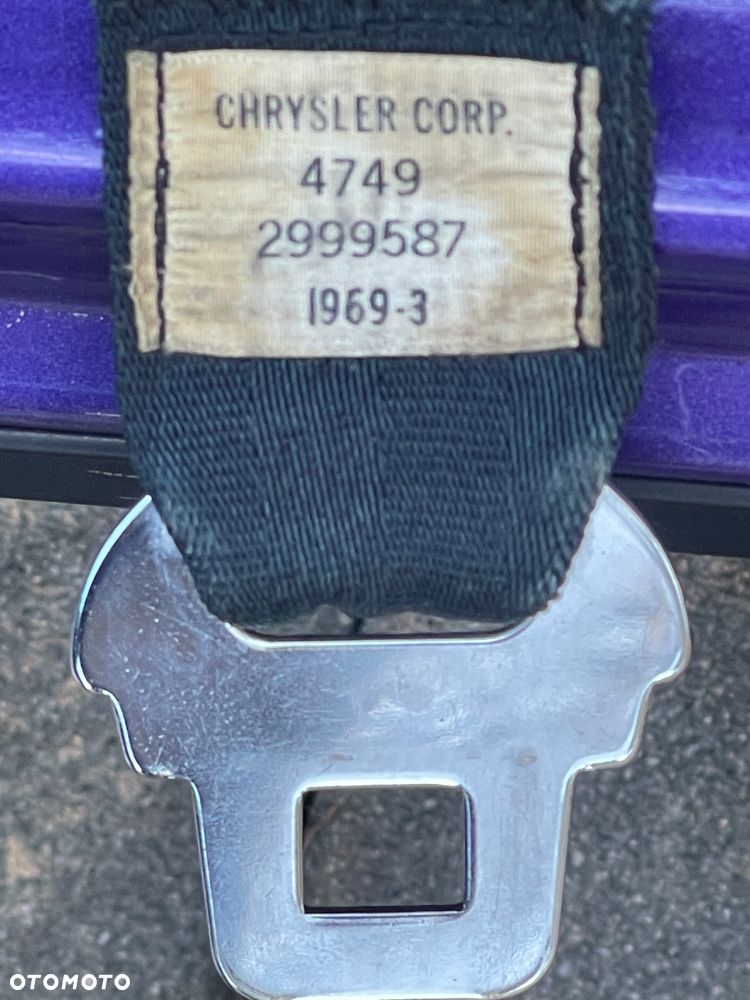 CHRYSLER CORP.
4749
2999587
1969-3
OTOMOTO